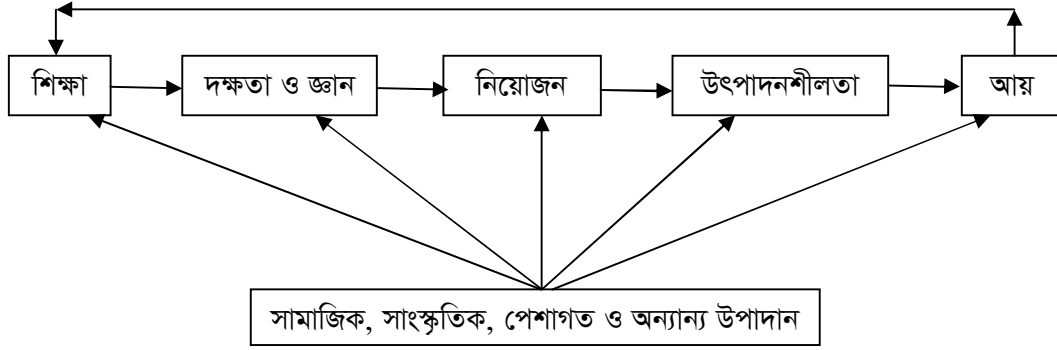 শিক্ষা
দক্ষতা ও জ্ঞান
নিয়োজন
উৎপাদনশীলতা
আয়
সামাজিক, সাংস্কৃতিক, পেশাগত ও অন্যান্য উপাদান